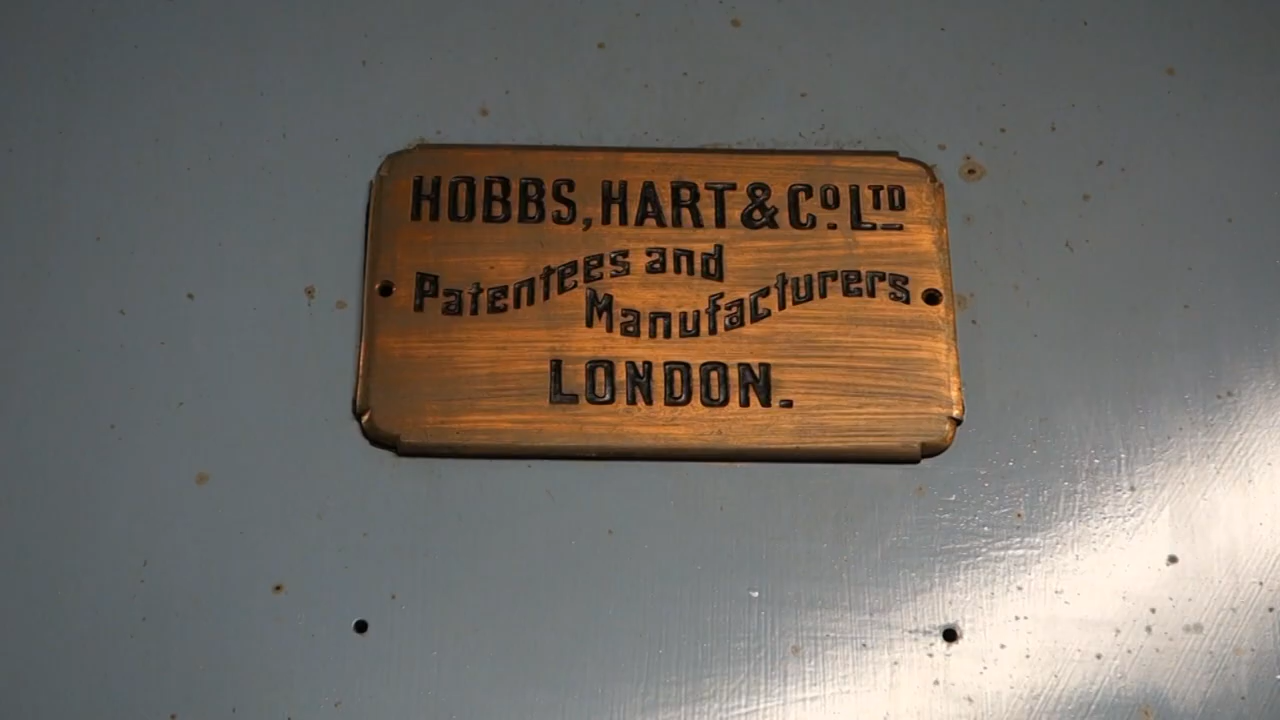 HOBBS, HART & Co. LTD
Patentees and
Manufacturers
LONDON.